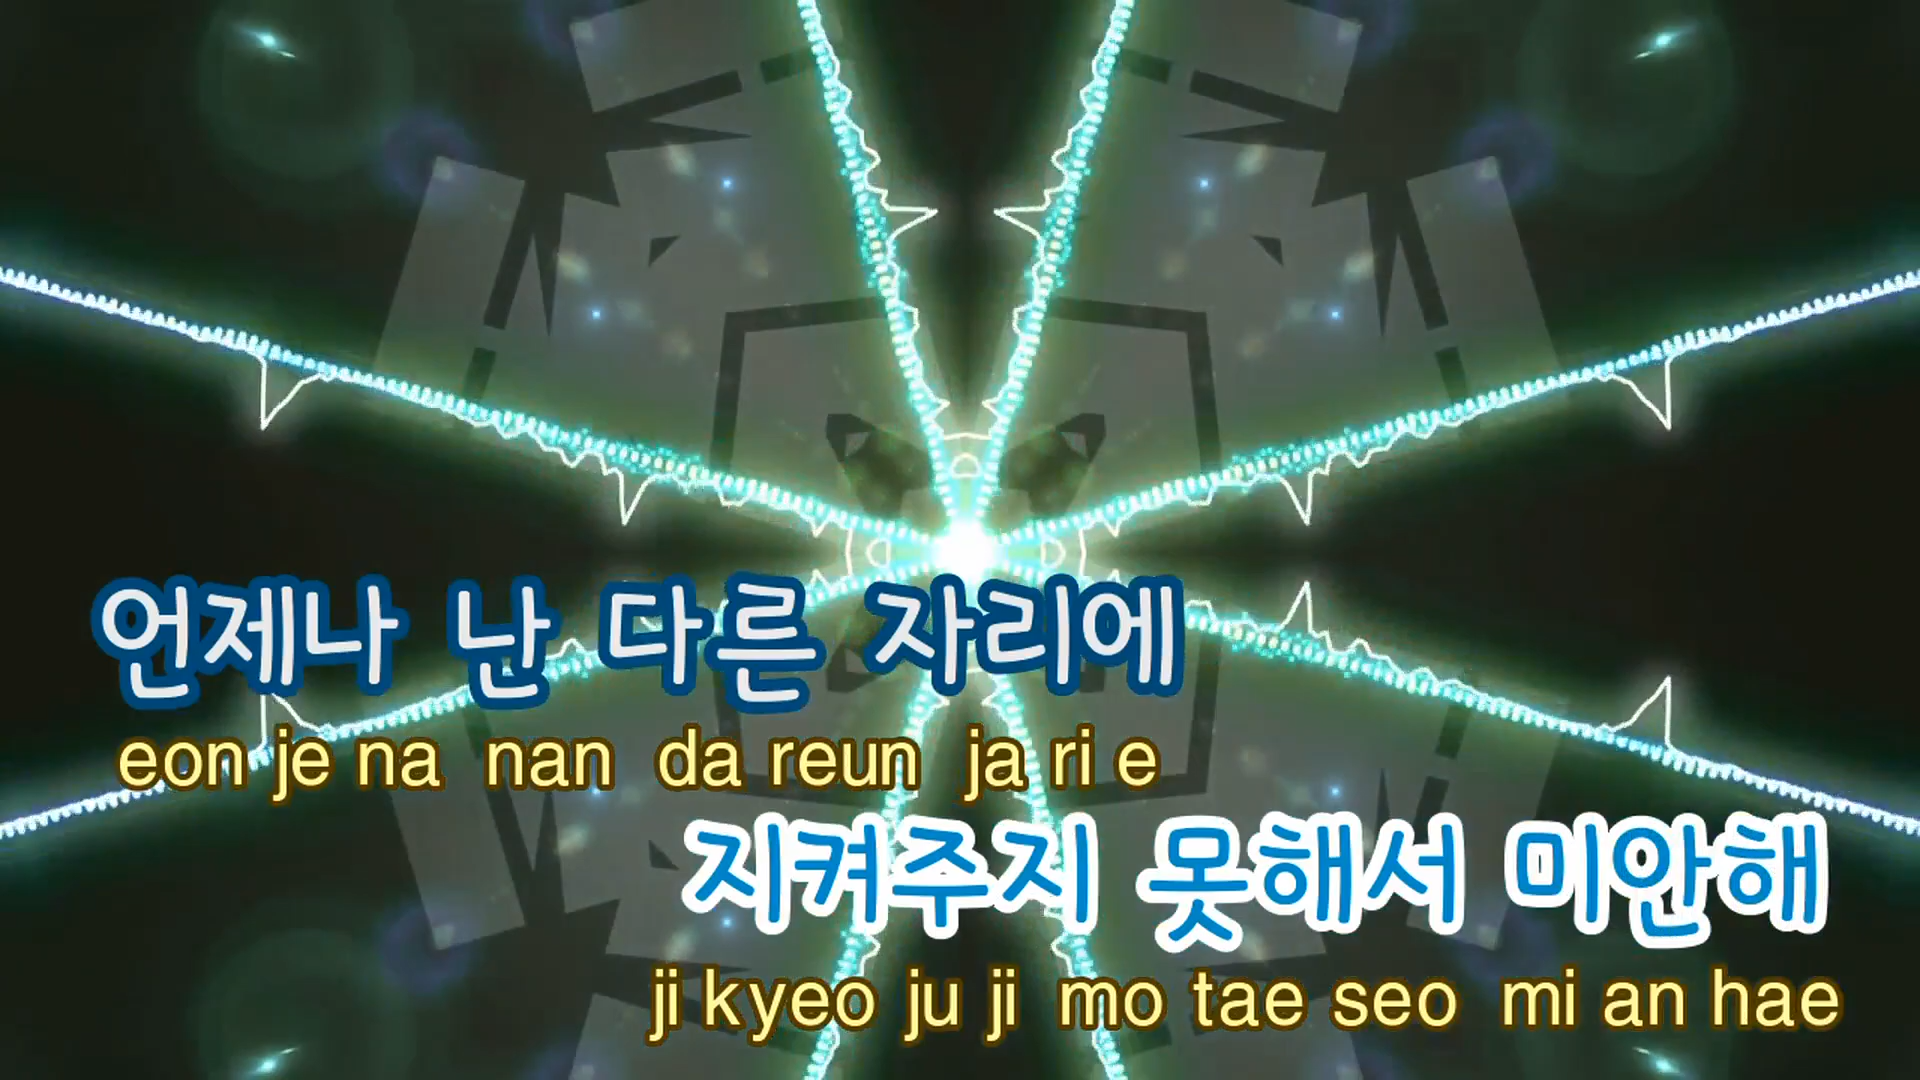 언제나 난 다른 자리에
eon je na nan da reun ja ri e
지켜주지 못해서 미안해
ji kyeo ju ji mo tae seo mi an hae